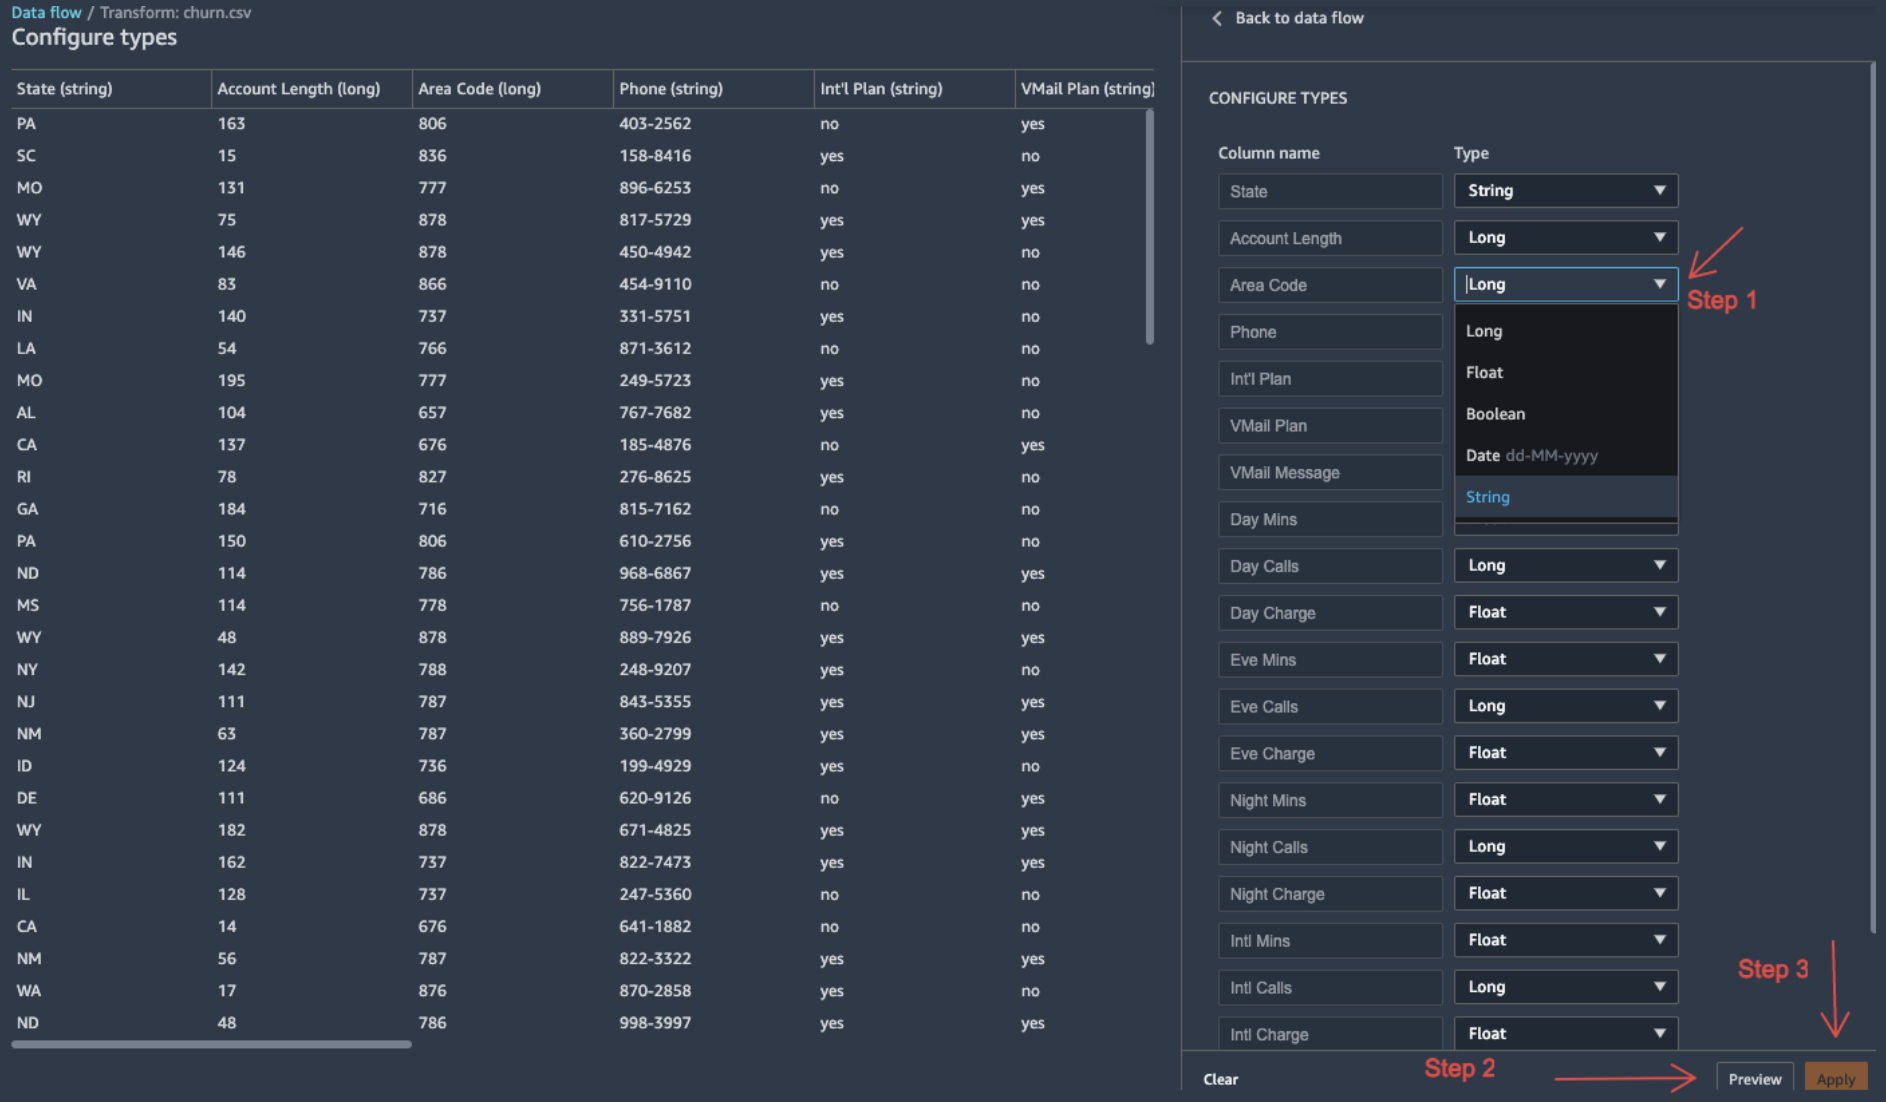 Data flow / Transform: churn.csv
Configure types
State (string) Account Length (long) Area Code (long) Phone (string) Int'l Plan (string) VMail Plan (string)
PA 163 806 403-2562 no yes
SC 15 836 158-8416 yes no
MO 131 777 896-6253 no yes
WY 75 878 817-5729 yes yes
WY 146 878 450-4942 yes no
VA 83 866 454-9110 no no
IN 140 737 331-5751 yes no
LA 54 766 871-3612 no no
MO 195 777 249-5723 yes no
AL 104 657 767-7682 yes no
CA 137 676 185-4876 no yes
RI 78 827 276-8625 yes no
GA 184 716 815-7162 no no
PA 150 806 610-2756 yes no
ND 114 786 968-6867 yes yes
MS 114 778 756-1787 no no
WY 48 878 889-7926 yes yes
NY 142 788 248-9207 yes no
NJ 111 787 843-5355 yes yes
NM 63 787 360-2799 yes yes
ID 124 736 199-4929 yes no
DE 111 686 620-9126 no yes
WY 182 878 671-4825 yes yes
IN 162 737 822-7473 yes yes
IL 128 737 247-5360 no no
CA 14 676 641-1882 no no
NM 56 787 822-3322 yes yes
WA 17 876 870-2858 yes no
ND 48 786 998-3997 yes yes
Back to data flow
CONFIGURE TYPES
Column name Type
State String
Account Length Long
Area Code Long
Step 1
Phone
Int'l Plan
VMail Plan
VMail Message
Day Mins
Long
Float
Boolean
Date dd-MM-yyyy
String
Day Calls Long
Day Charge Float
Eve Mins Float
Eve Calls Long
Eve Charge Float
Night Mins Float
Night Calls Long
Night Charge Float
Intl Mins Float
Intl Calls Long
Intl Charge Float
Step 3
Clear
Step 2
Preview
Apply